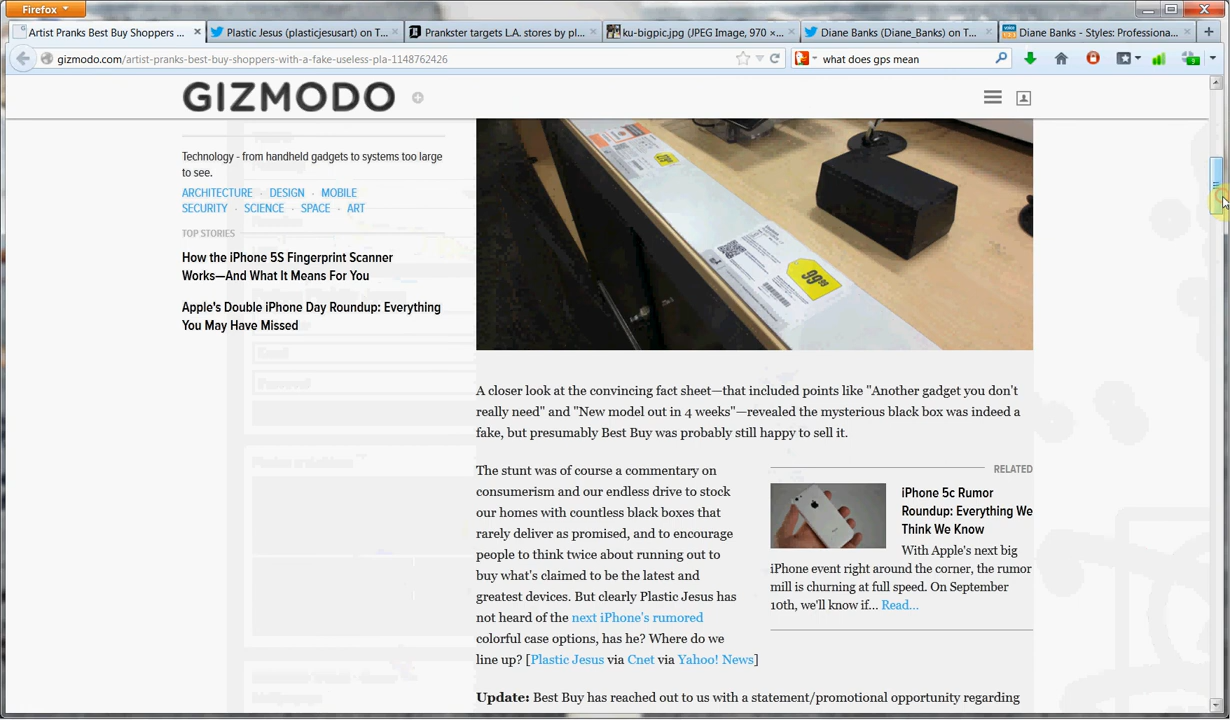 Firefox
Artist Pranks Best Buy Shoppers ...
Plastic Jesus (plasticjesusart) on T...
Prankster targets L.A. stores by pl...
ku-bigpic.jpg (JPEG Image, 970 ×...
Diane Banks (Diane_Banks) on T...
Diane Banks - Styles: Professiona...
gizmodo.com/artist-pranks-best-buy-shoppers-with-a-fake-useless-pla-1148762426
what does gps mean
GIZMODO
Technology - from handheld gadgets to systems too large
to see.
ARCHITECTURE · DESIGN · MOBILE
SECURITY · SCIENCE · SPACE · ART
TOP STORIES
How the iPhone 5S Fingerprint Scanner
Works—And What It Means For You
Apple's Double iPhone Day Roundup: Everything
You May Have Missed
99.99
A closer look at the convincing fact sheet—that included points like "Another gadget you don't
really need" and "New model out in 4 weeks"—revealed the mysterious black box was indeed a
fake, but presumably Best Buy was probably still happy to sell it.
The stunt was of course a commentary on
consumerism and our endless drive to stock
our homes with countless black boxes that
rarely deliver as promised, and to encourage
people to think twice about running out to
buy what's claimed to be the latest and
greatest devices. But clearly Plastic Jesus has
not heard of the next iPhone's rumored
colorful case options, has he? Where do we
line up? [Plastic Jesus via Cnet via Yahoo! News]
RELATED
iPhone 5c Rumor
Roundup: Everything We
Think We Know
With Apple's next big
iPhone event right around the corner, the rumor
mill is churning at full speed. On September
10th, we'll know if... Read...
Update: Best Buy has reached out to us with a statement/promotional opportunity regarding